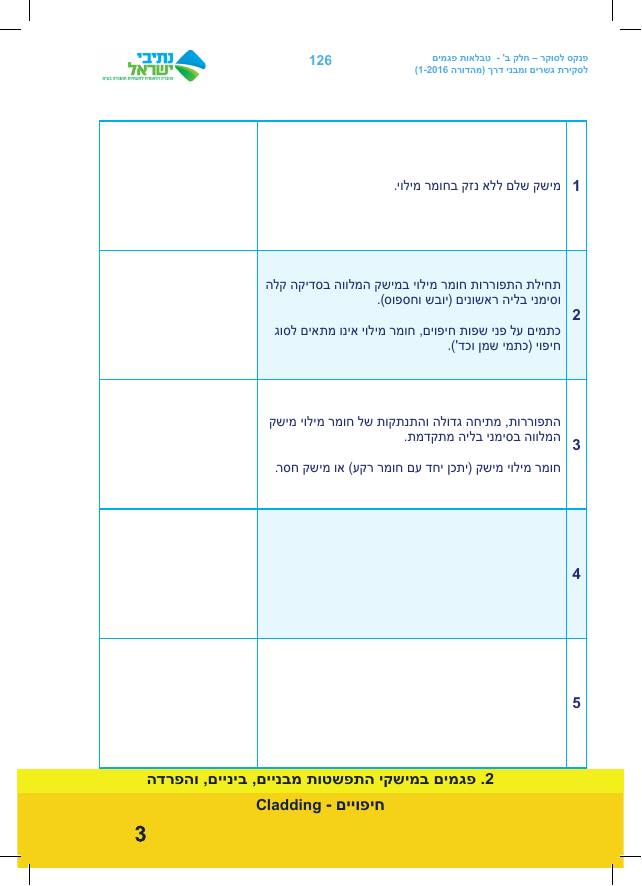 פנקס לסוקר – חלק ב' - טבלאות פגמים
לסקירת גשרים ומבני דרך (מהדורה 1-2016)
126
נתיבי
ישראל
1
מישק שלם ללא נזק בחומר מילוי.
2
תחילת התפוררות חומר מילוי במישק המלווה בסדיקה קלה
וסימני בליה ראשונים (יובש וחספוס).
כתמים על פני שפות חיפוים, חומר מילוי אינו מתאים לסוג
חיפוי (כתמי שמן וכד').
3
התפוררות, מתיחה גדולה והתנתקות של חומר מילוי מישק
המלווה בסימני בליה מתקדמת.
חומר מילוי מישק (יתכן יחד עם חומר רקע) או מישק חסר.
4
5
2. פגמים במישקי התפשטות מבניים, ביניים, והפרדה
חיפויים - Cladding
3